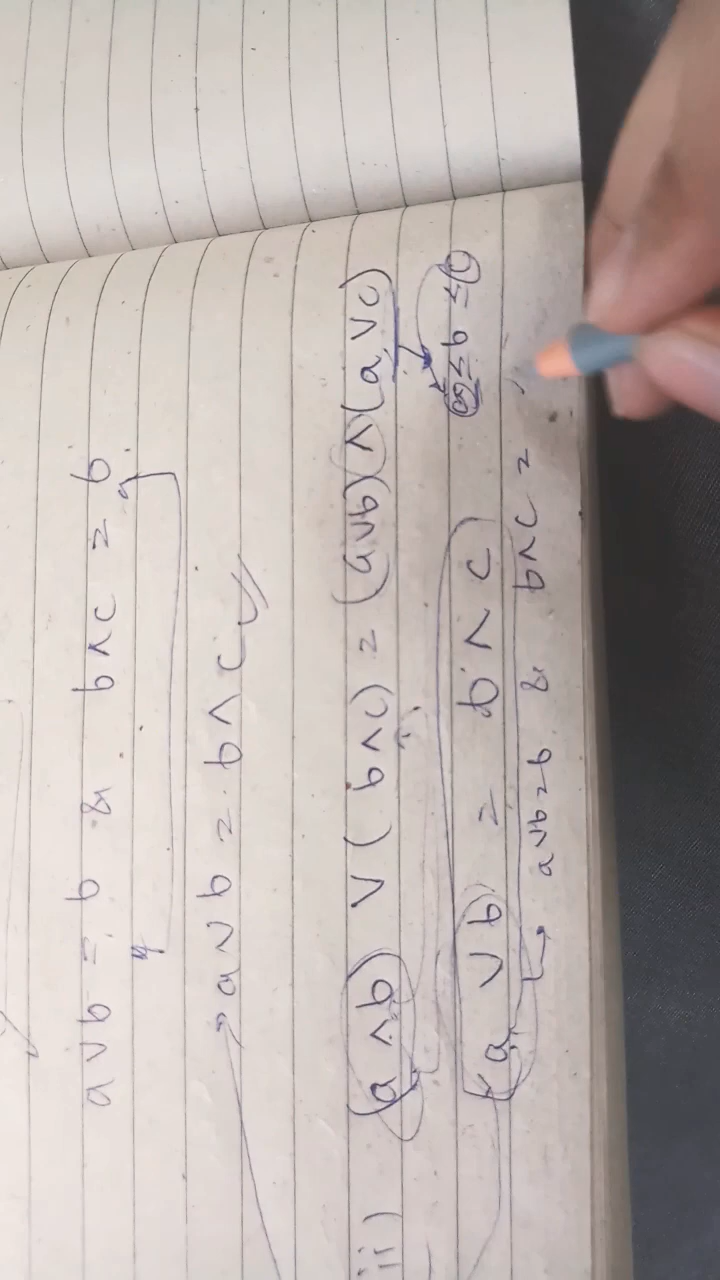 a∨b = b & b∧c = b
a∨b = b∧c
ii) (a∧b) ∨ (b∧c) = (a∨b) ∧ (a∨c)
(a ∨ b) = b ∧ c a ≤ b ≤ c
a∨b=b & b∧c =